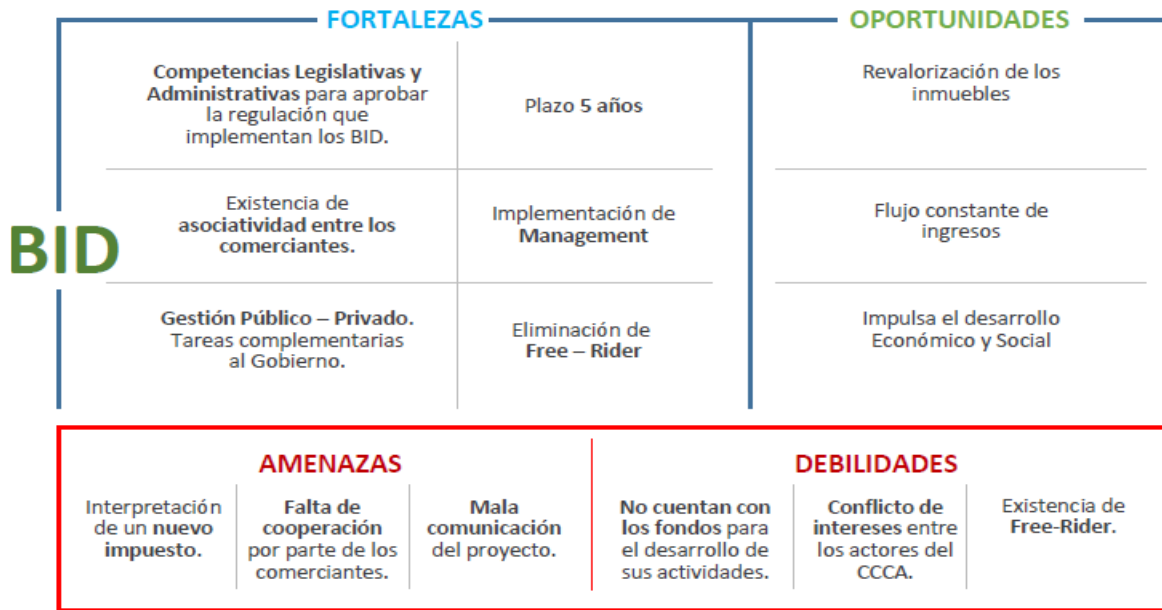 FORTALEZAS
OPORTUNIDADES
BID
Competencias Legislativas y
Administrativas para aprobar
la regulación que
implementan los BID.
Plazo 5 años
Revalorización de los
inmuebles
Existencia de
asociatividad entre los
comerciantes.
Implementación de
Management
Flujo constante de
ingresos
Gestión Público – Privado.
Tareas complementarias
al Gobierno.
Eliminación de
Free – Rider
Impulsa el desarrollo
Económico y Social
AMENAZAS
Interpretación
de un nuevo
impuesto.
Falta de
cooperación
por parte de los
comerciantes.
Mala
comunicación
del proyecto.
DEBILIDADES
No cuentan con
los fondos para
el desarrollo de
sus actividades.
Conflicto de
intereses entre
los actores del
CCCA.
Existencia de
Free-Rider.